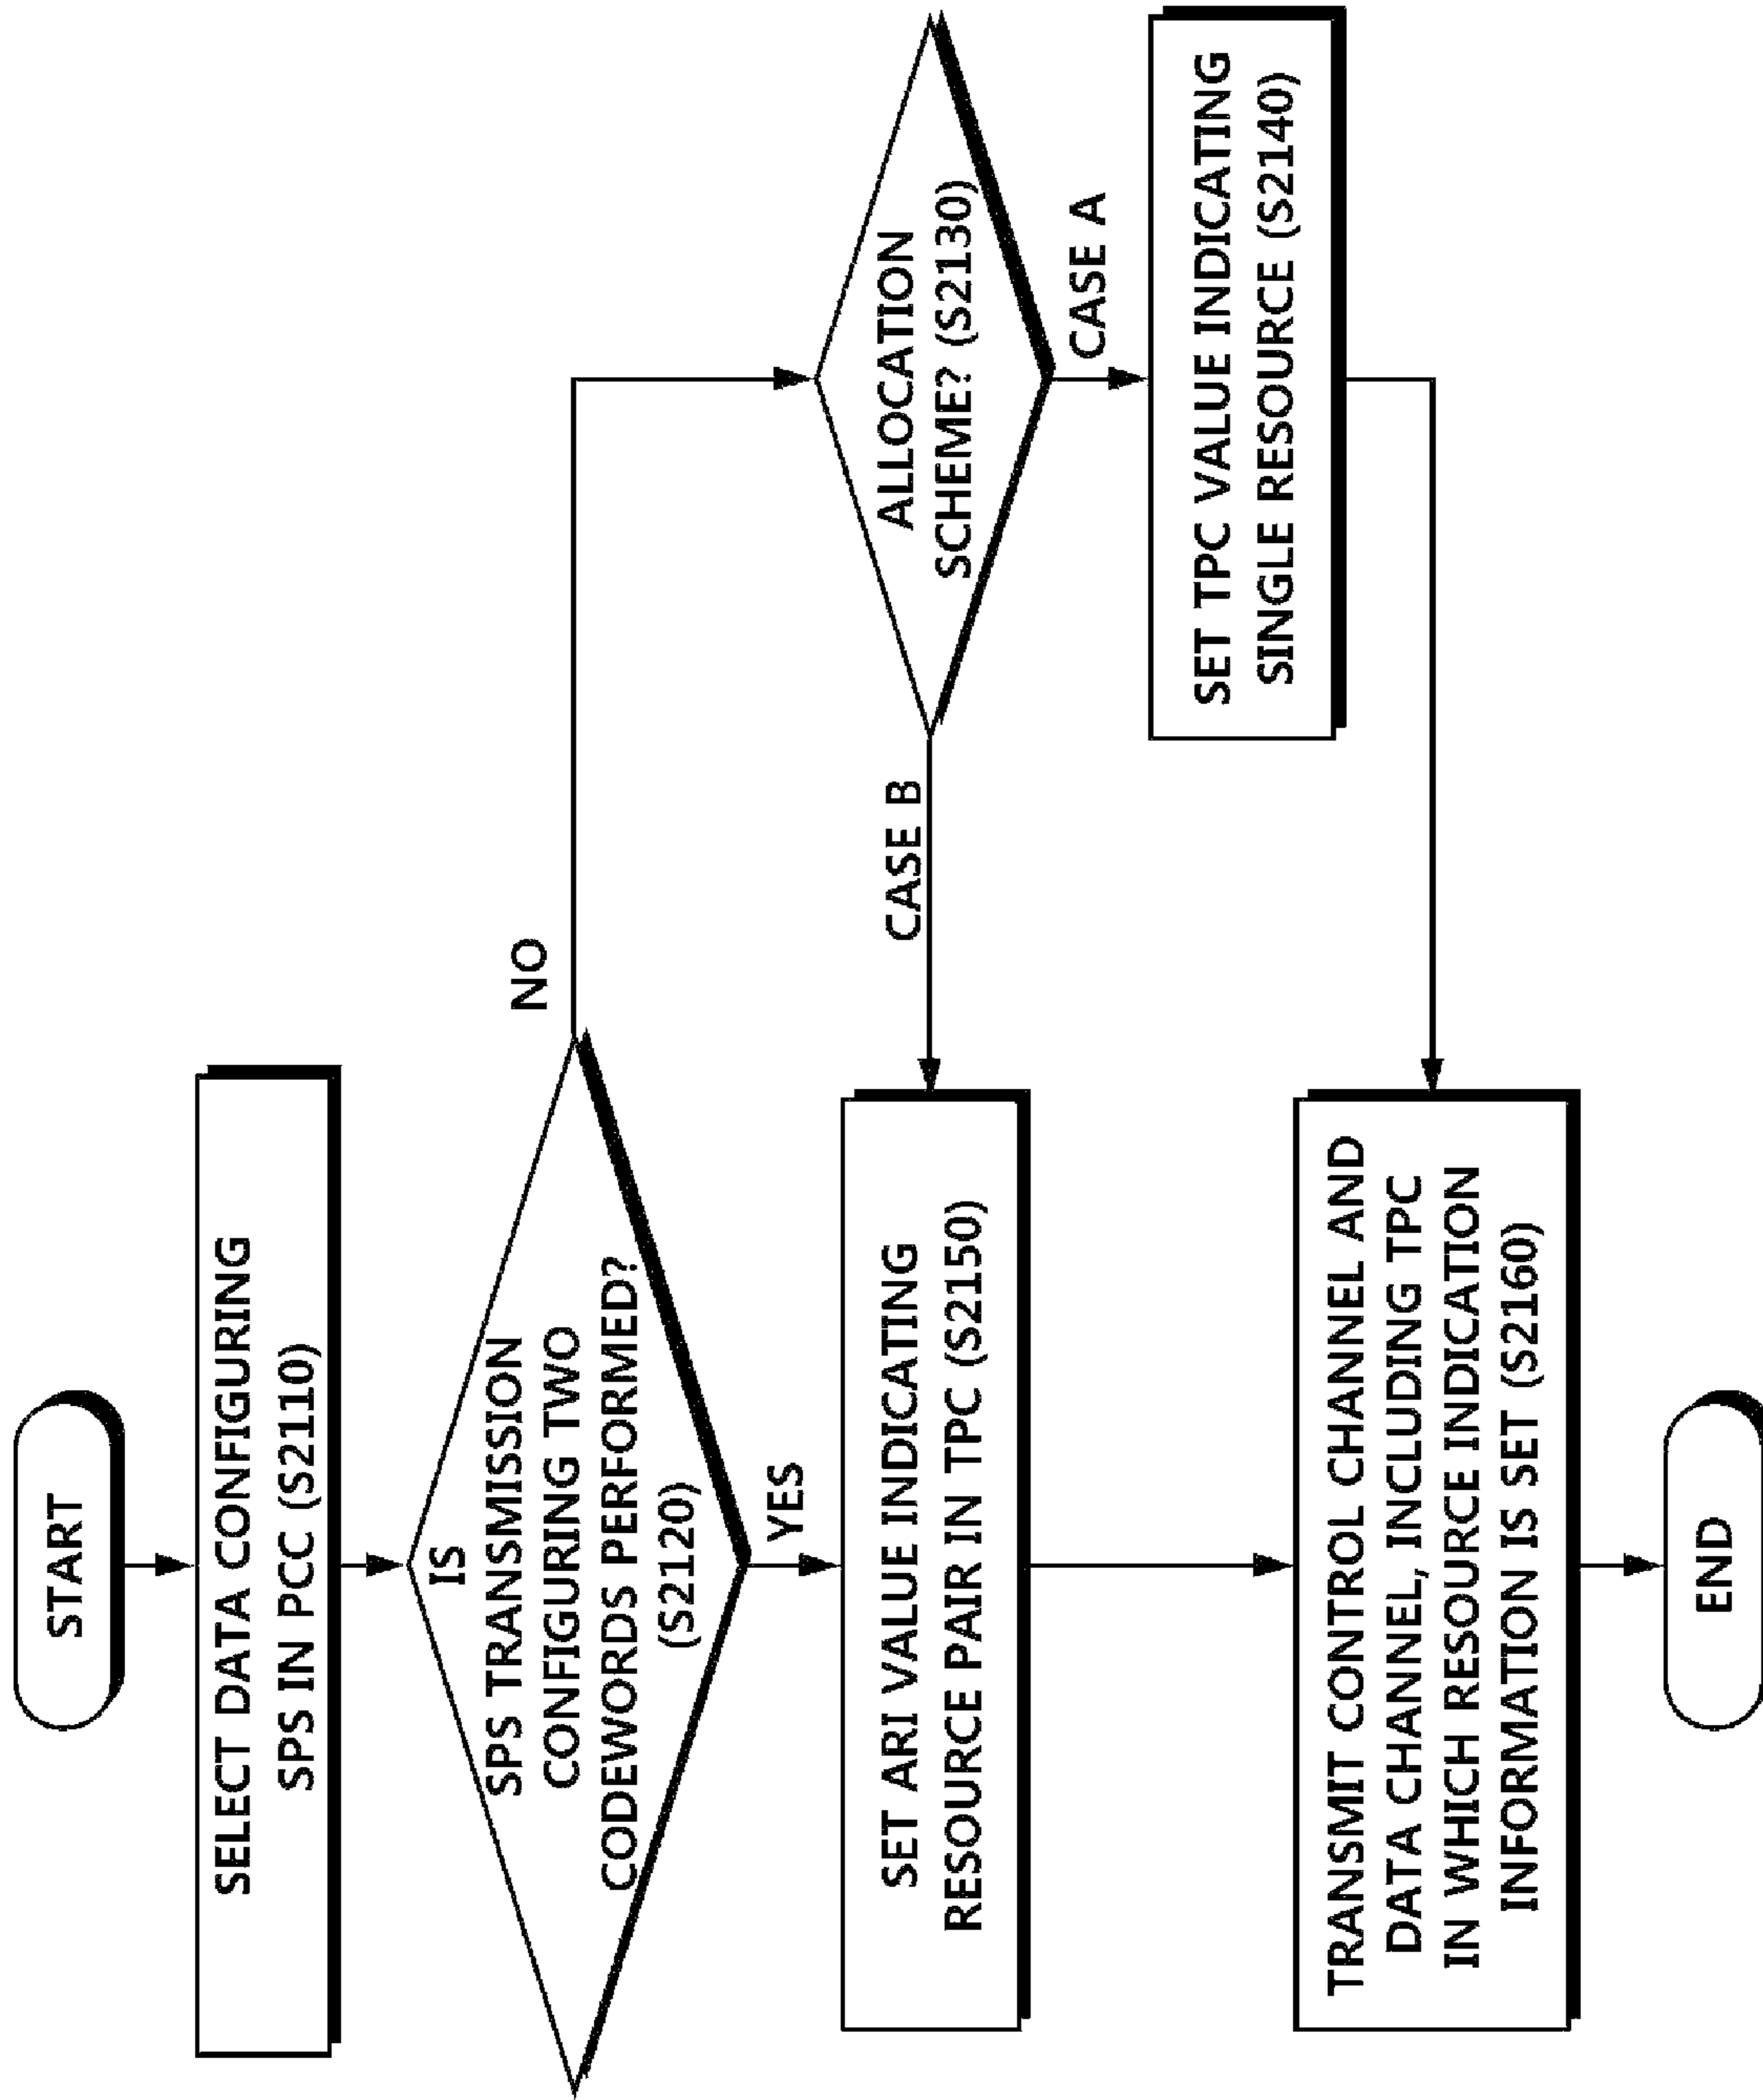 START
SELECT DATA CONFIGURING
SPS IN PCC (S2110)
IS
SPS TRANSMISSION
CONFIGURING TWO
CODEWORDS PERFORMED?
(S2120)
NO
YES
ALLOCATION
SCHEME? (S2130)
CASE B
CASE A
SET TPC VALUE INDICATING
SINGLE RESOURCE (S2140)
SET ARI VALUE INDICATING
RESOURCE PAIR IN TPC (S2150)
TRANSMIT CONTROL CHANNEL AND
DATA CHANNEL, INCLUDING TPC
IN WHICH RESOURCE INDICATION
INFORMATION IS SET (S2160)
END